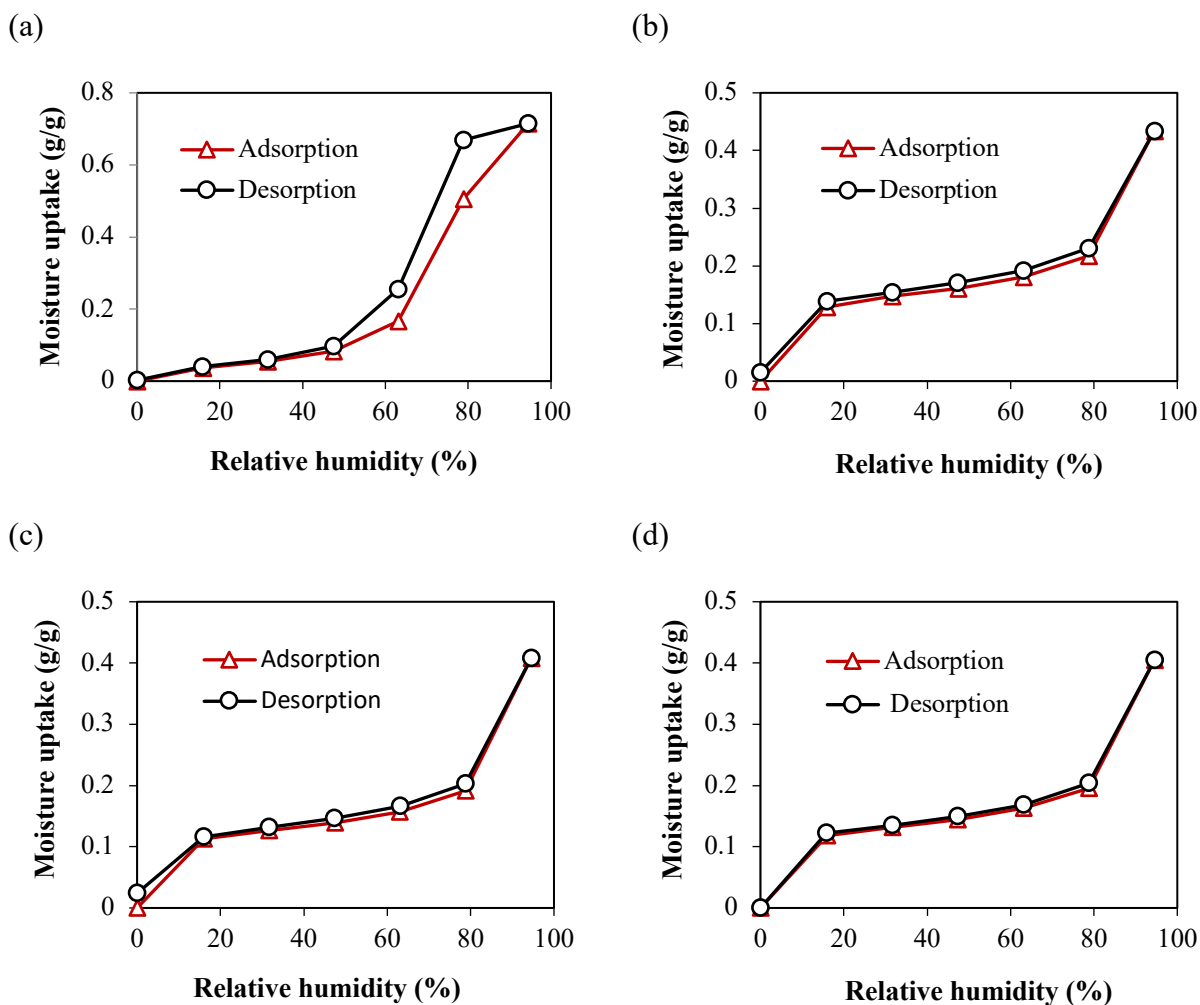 (a)
0.8
0.6
0.4
0.2
0
Moisture uptake (g/g)
Adsorption
Desorption
0 20 40 60 80 100
Relative humidity (%)
(b)
0.5
0.4
0.3
0.2
0.1
0
Moisture uptake (g/g)
Adsorption
Desorption
0 20 40 60 80 100
Relative humidity (%)
(c)
0.5
0.4
0.3
0.2
0.1
0
Moisture uptake (g/g)
Adsorption
Desorption
0 20 40 60 80 100
Relative humidity (%)
(d)
0.5
0.4
0.3
0.2
0.1
0
Moisture uptake (g/g)
Adsorption
Desorption
0 20 40 60 80 100
Relative humidity (%)